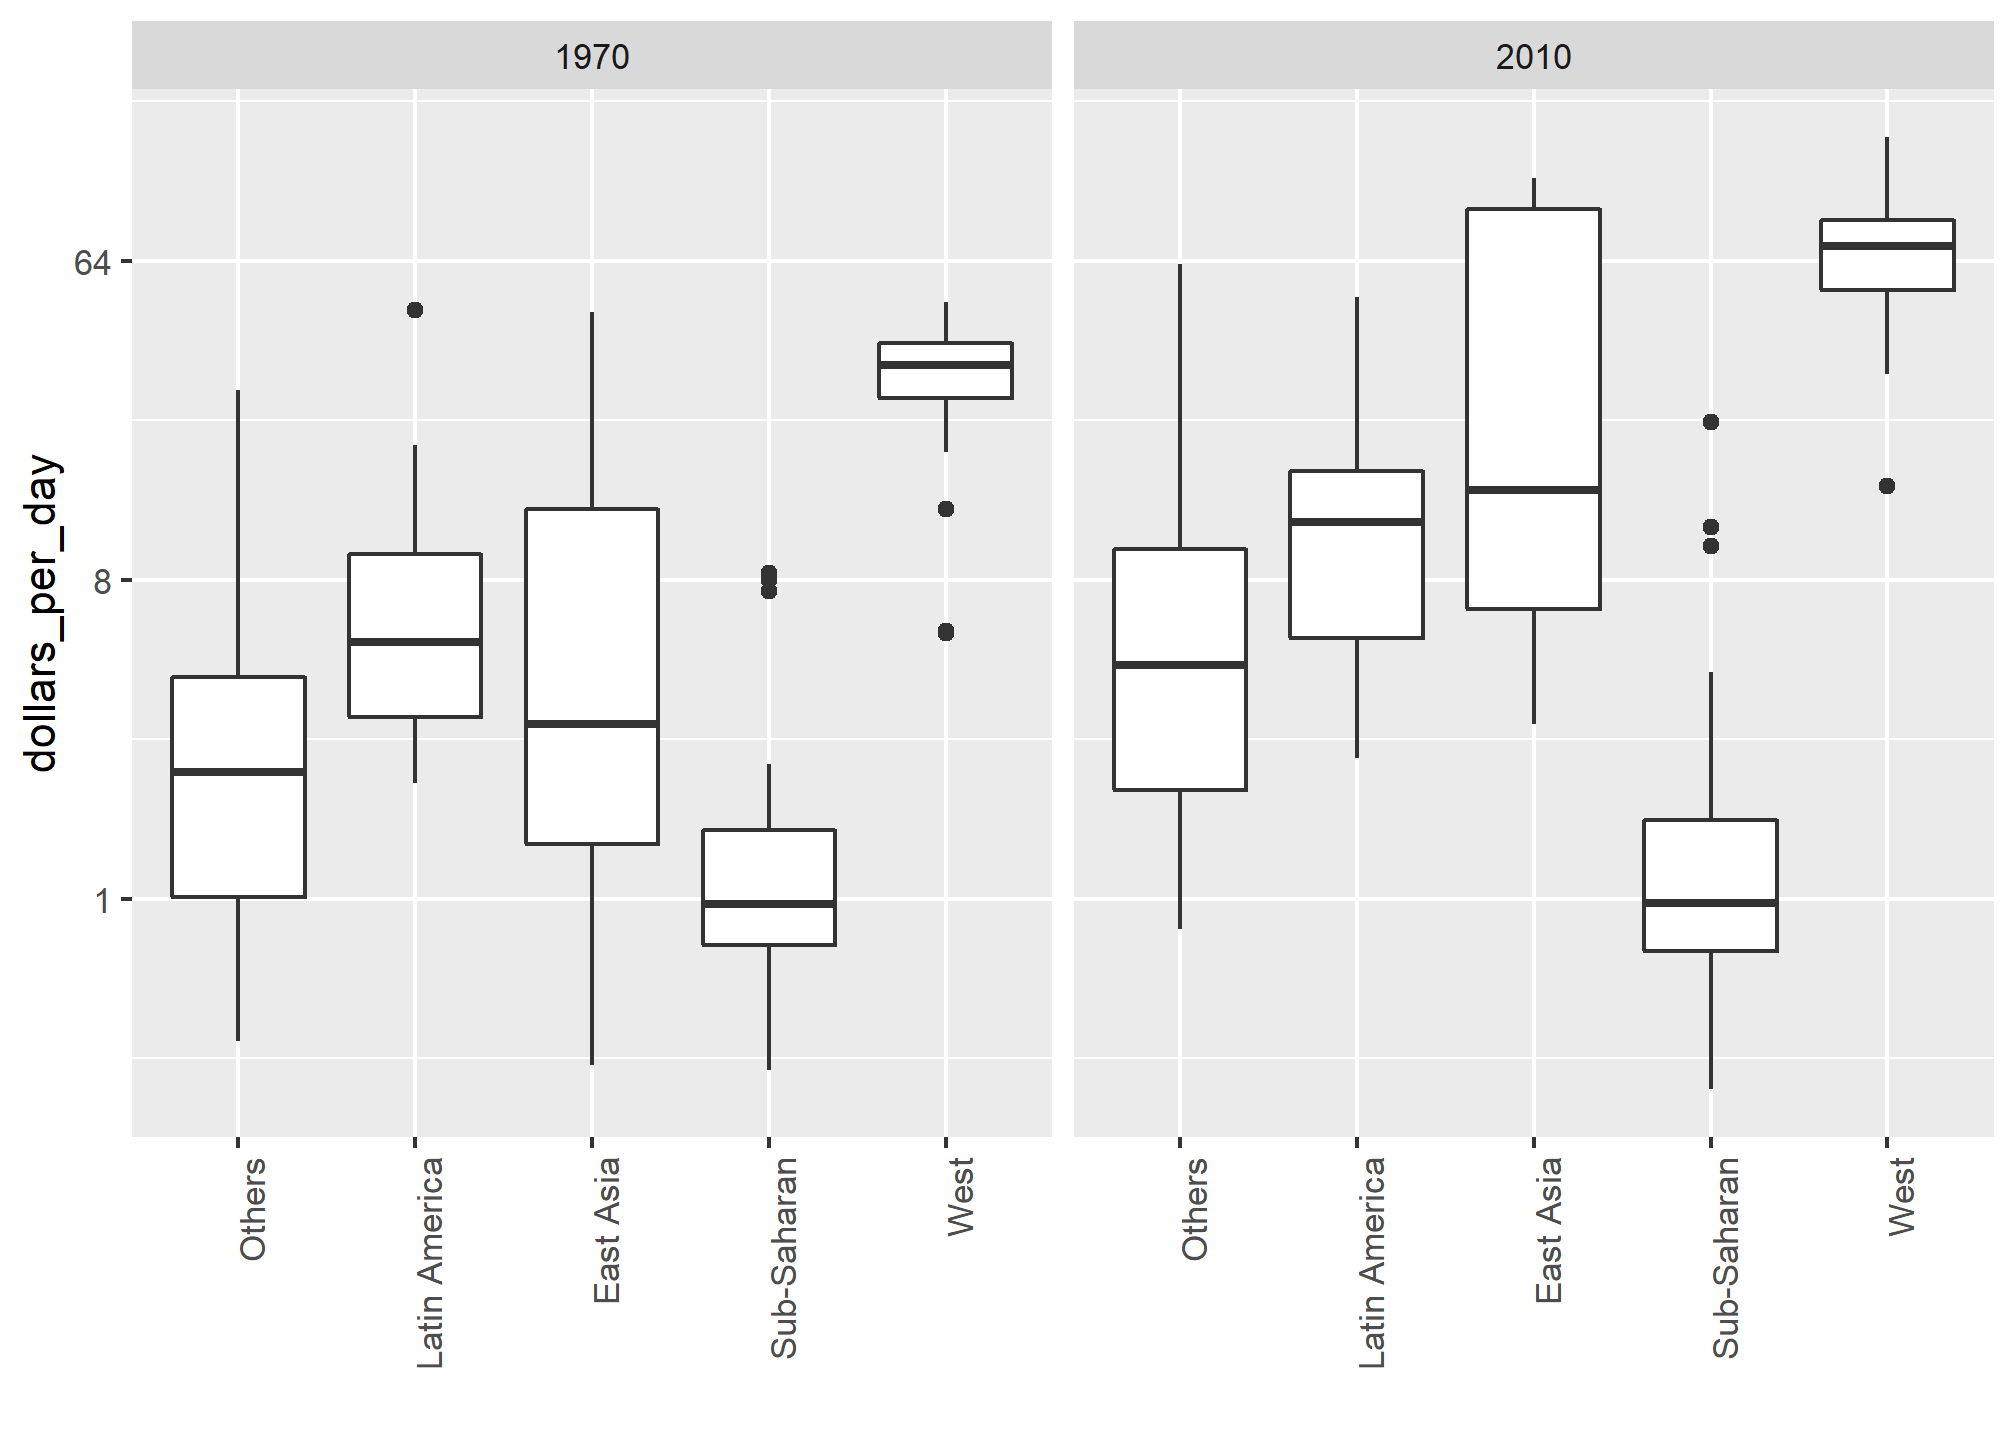 1970
2010
dollars_per_day
64
8
1
Others
Latin America
East Asia
Sub-Saharan
West
Others
Latin America
East Asia
Sub-Saharan
West